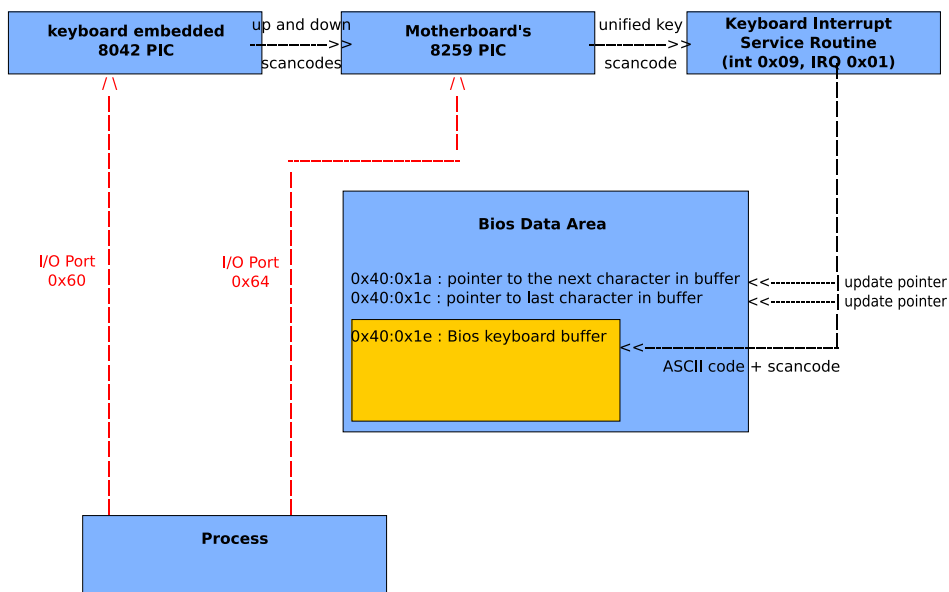 keyboard embedded
8042 PIC
up and down
scancodes
Motherboard's
8259 PIC
unified key
scancode
Keyboard Interrupt
Service Routine
(int 0x09, IRQ 0x01)
I/O Port
0x60
I/O Port
0x64
Bios Data Area
0x40:0x1a : pointer to the next character in buffer
0x40:0x1c : pointer to last character in buffer
update pointer
update pointer
0x40:0x1e : Bios keyboard buffer
ASCII code + scancode
Process